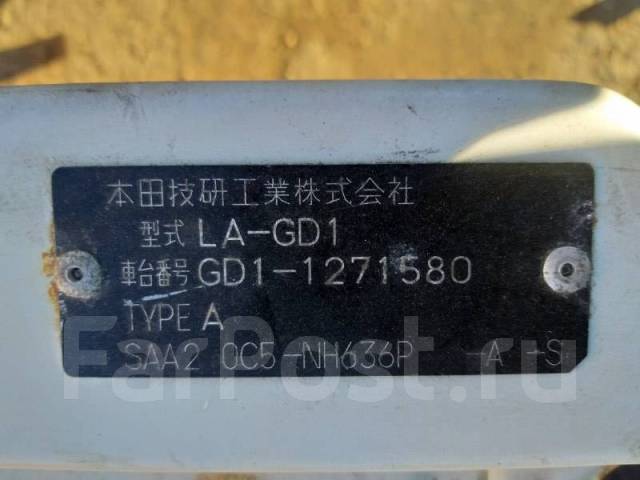 本田技研工業株式会社
型式 LA-GD1
車台番号 GD1-1271580
TYPE A
SAA2 0C5-NH636P -A -S
FarPost.ru